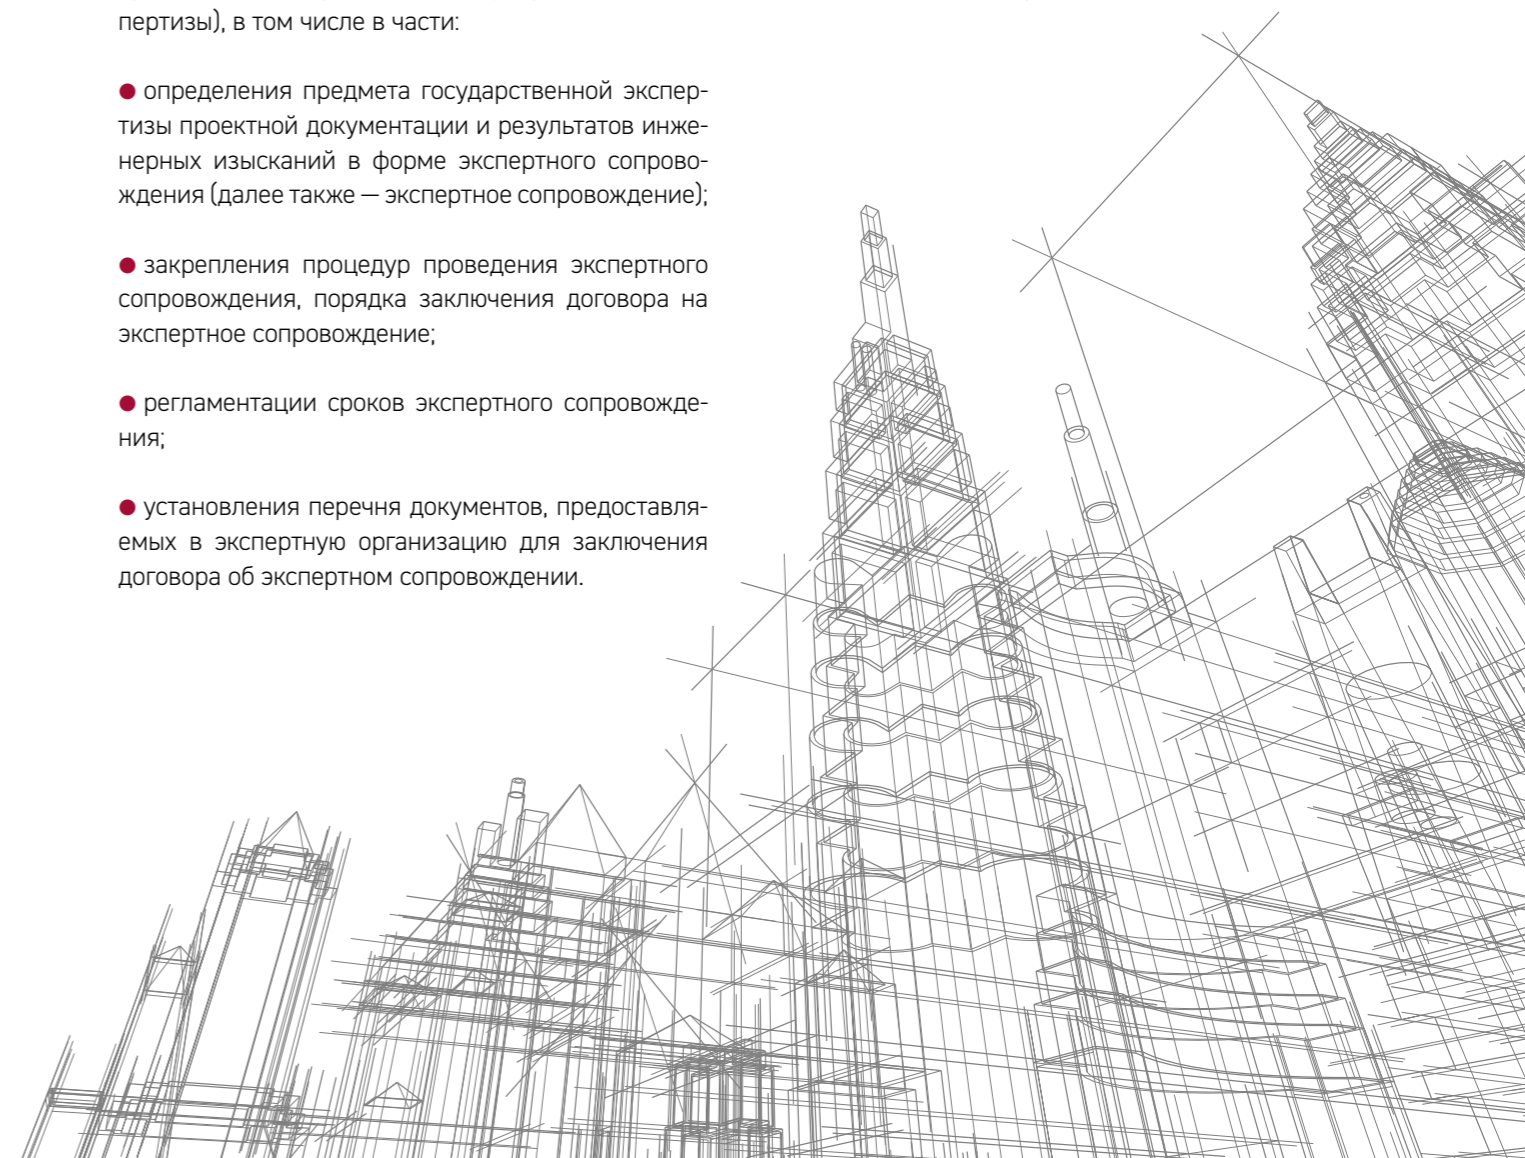 пертизы), в том числе в части:
● определения предмета государственной экспер-
тизы проектной документации и результатов инже-
нерных изысканий в форме экспертного сопрово-
ждения (далее также — экспертное сопровождение);
● закрепления процедур проведения экспертного
сопровождения, порядка заключения договора на
экспертное сопровождение;
● регламентации сроков экспертного сопровожде-
ния;
● установления перечня документов, предоставля-
емых в экспертную организацию для заключения
договора об экспертном сопровождении.